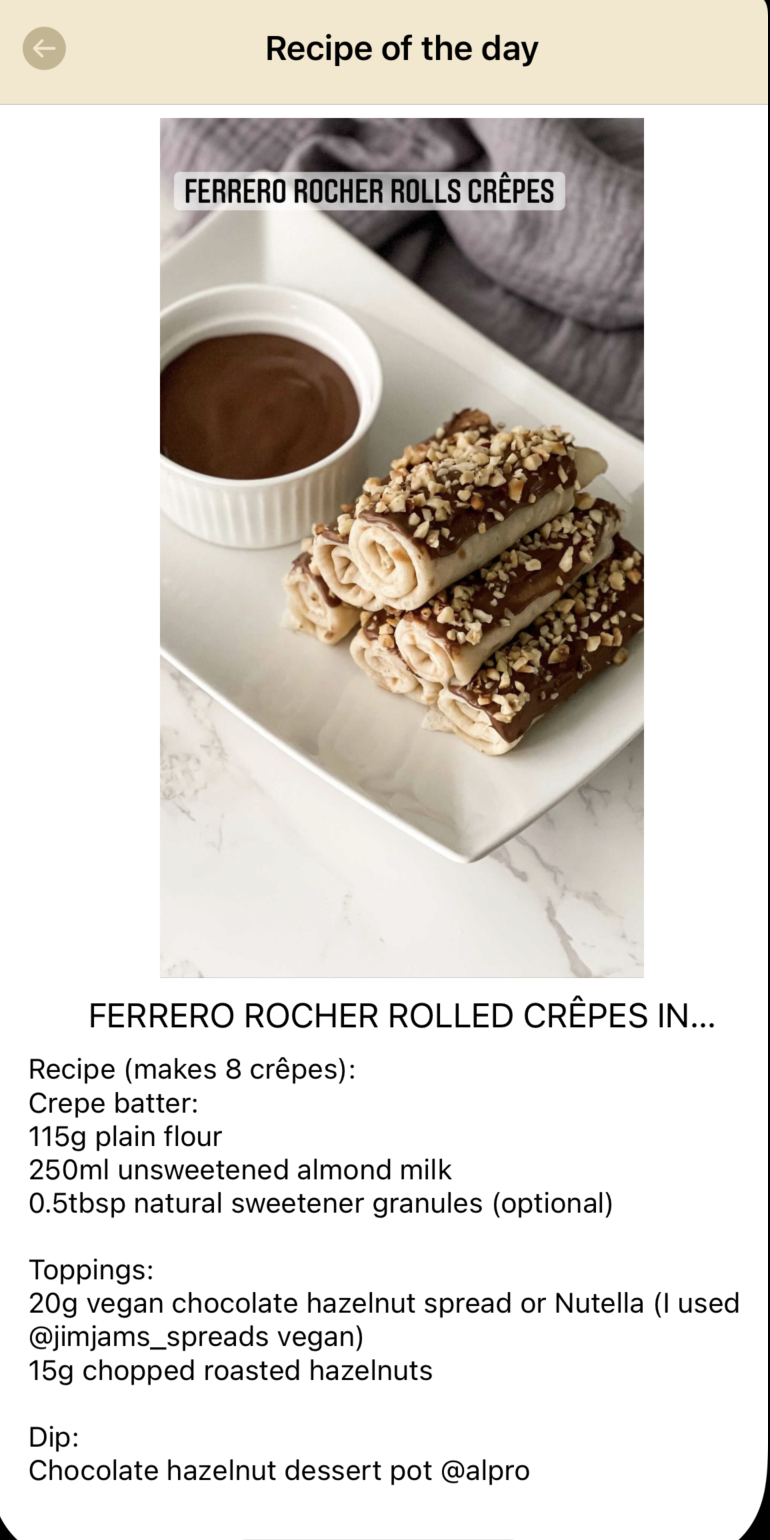 Recipe of the day
FERRERO ROCHER ROLLS CRÊPES
FERRERO ROCHER ROLLED CRÊPES IN...
Recipe (makes 8 crêpes):
Crepe batter:
115g plain flour
250ml unsweetened almond milk
0.5tbsp natural sweetener granules (optional)
Toppings:
20g vegan chocolate hazelnut spread or Nutella (I used
@jimjams_spreads vegan)
15g chopped roasted hazelnuts
Dip:
Chocolate hazelnut dessert pot @alpro